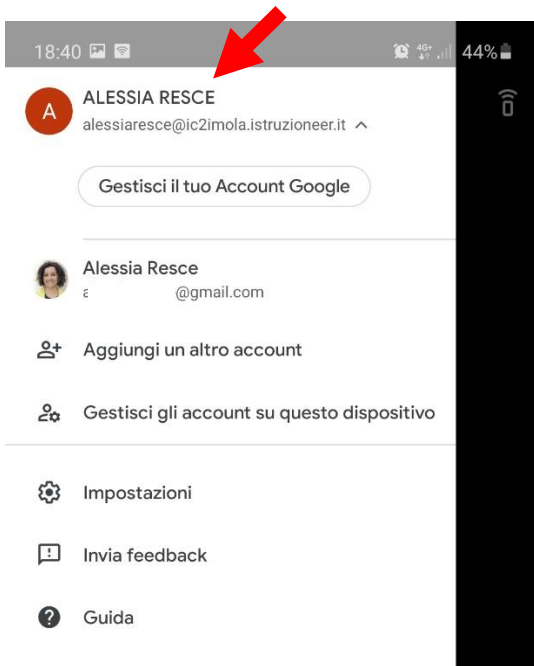 18:40 4G+ 44%
ALESSIA RESCE
A
alessiaresce@ic2imola.istruzioneer.it
Gestisci il tuo Account Google
Alessia Resce
a @gmail.com
Aggiungi un altro account
Gestisci gli account su questo dispositivo
Impostazioni
Invia feedback
Guida